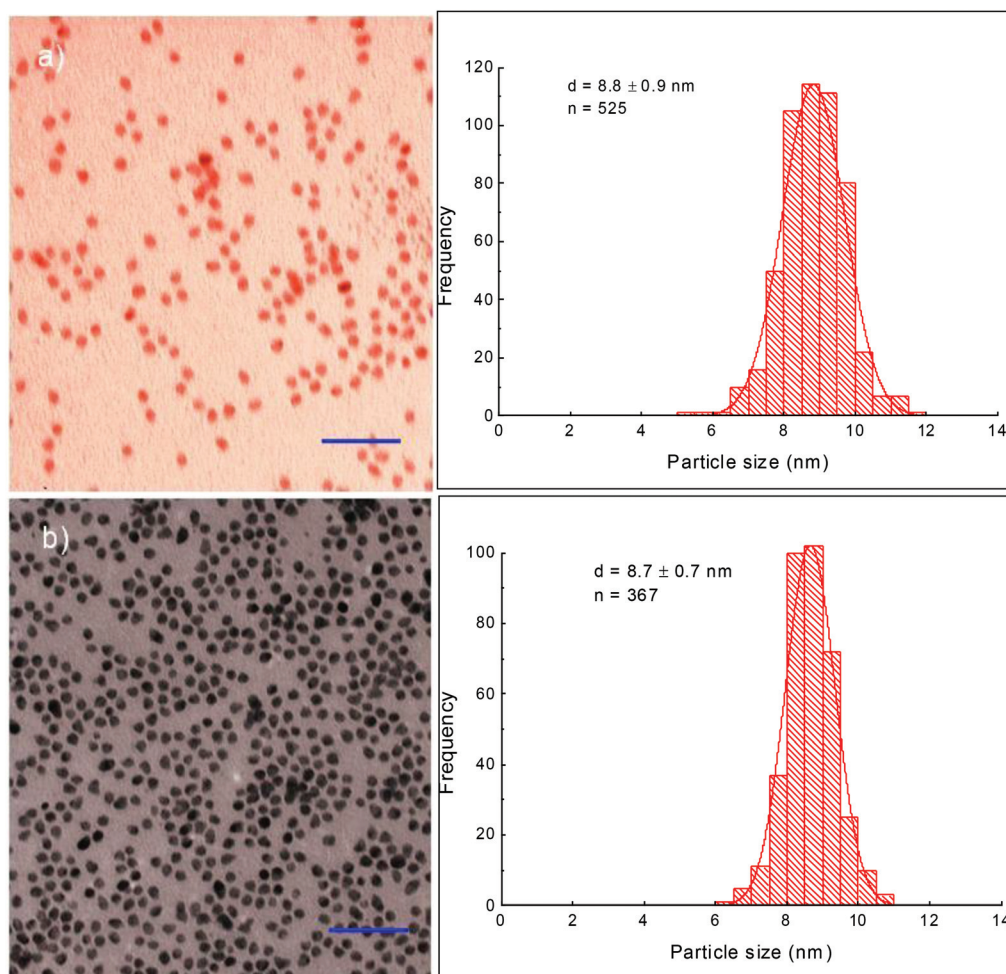 a)
d = 8.8 ± 0.9 nm
n = 525
Frequency
120
100
80
60
40
20
0
0 2 4 6 8 10 12 14
Particle size (nm)
b)
d = 8.7 ± 0.7 nm
n = 367
Frequency
100
80
60
40
20
0
0 2 4 6 8 10 12 14
Particle size (nm)